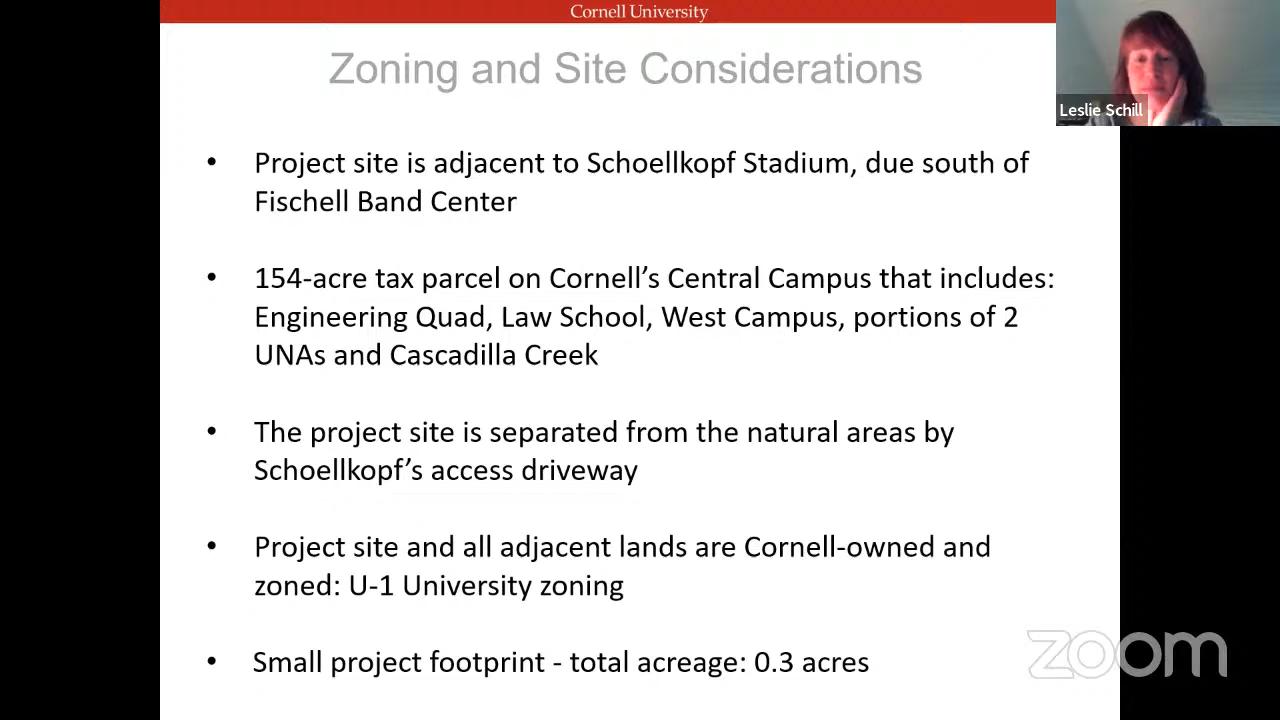 Cornell University
Zoning and Site Considerations
Leslie Schill
• Project site is adjacent to Schoellkopf Stadium, due south of
Fischell Band Center
• 154-acre tax parcel on Cornell’s Central Campus that includes:
Engineering Quad, Law School, West Campus, portions of 2
UNAs and Cascadilla Creek
• The project site is separated from the natural areas by
Schoellkopf’s access driveway
• Project site and all adjacent lands are Cornell-owned and
zoned: U-1 University zoning
• Small project footprint - total acreage: 0.3 acres
zoom